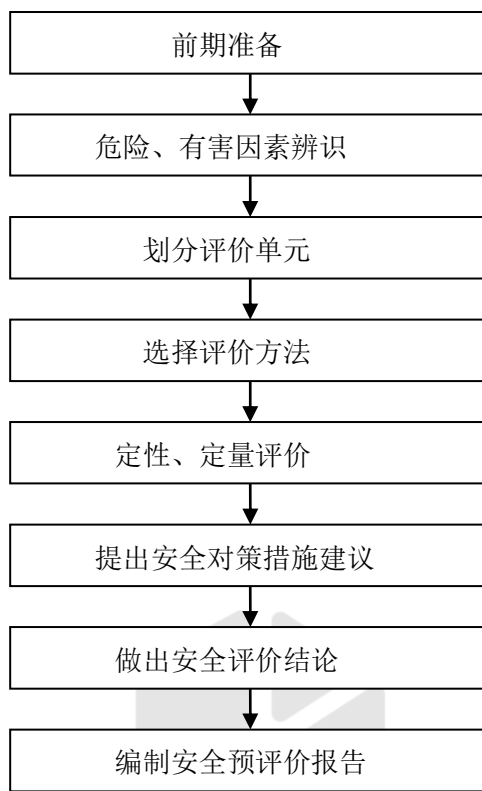 前期准备
危险、有害因素辨识
划分评价单元
选择评价方法
定性、定量评价
提出安全对策措施建议
做出安全评价结论
编制安全预评价报告